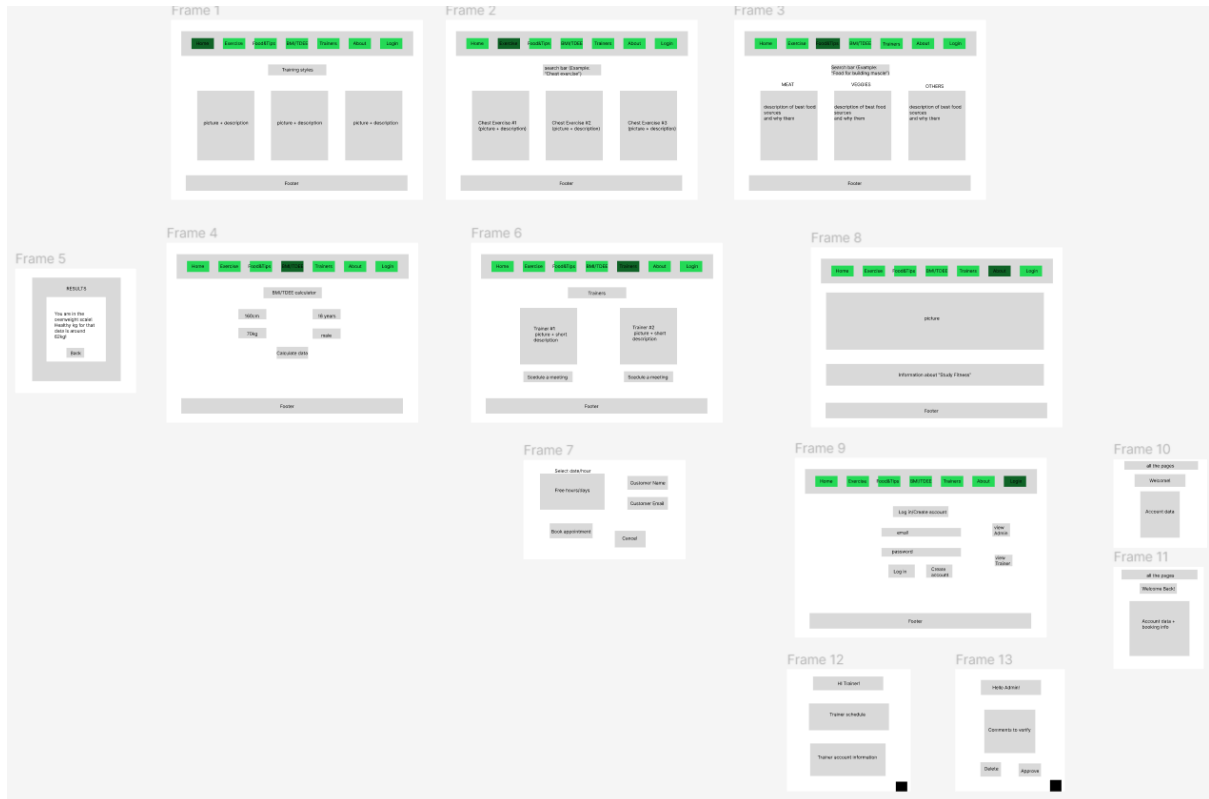 Frame 1
Home Exercise Food&Tips BMI/TDEE Trainers About Login
Training styles
picture + description
picture + description
picture + description
Footer
Frame 2
Home Exercise Food&Tips BMI/TDEE Trainers About Login
search bar (Example:
"Chest exercise")
Chest Exercise #1
(picture + description)
Chest Exercise #2
(picture + description)
Chest Exercise #3
(picture + description)
Footer
Frame 3
Home Exercise Food&Tips BMI/TDEE Trainers About Login
Search bar (Example:
"Food for building muscle")
MEAT
VEGGIES
OTHERS
description of beat food
sources
and why them
description of beat food
sources
and why them
description of beat food
sources
and why them
Footer
Frame 5
RESULTS
You are in the
overweight scale!
Healthy kg for that
data is around
62kg!
Back
Frame 4
Home Exercise Food&Tips BMI/TDEE Trainers About Login
BMI/TDEE calculator
160cm
18 years
70kg
male
Calculate data
Footer
Frame 6
Home Exercise Food&Tips BMI/TDEE Trainers About Login
Trainers
Trainer #1
picture + short
description
Trainer #2
picture + short
description
Scedule a meeting
Scedule a meeting
Footer
Frame 8
Home Exercise Food&Tips BMI/TDEE Trainers About Login
picture
Information about "Study Fitness"
Footer
Frame 7
Select date/hour
Free hours/days
Customer Name
Customer Email
Book appointment
Cancel
Frame 9
Home Exercise Food&Tips BMI/TDEE Trainers About Login
Log in/Create account
email
password
Log in
Create
account
view
Admin
view
Trainer
Footer
Frame 10
all the pages
Welcome!
Account data
Frame 11
all the pages
Welcome Back!
Account data +
booking info
Frame 12
Hi Trainer!
Trainer schedule
Trainer account information
Frame 13
Hello Admin!
Comments to verify
Delete
Approve